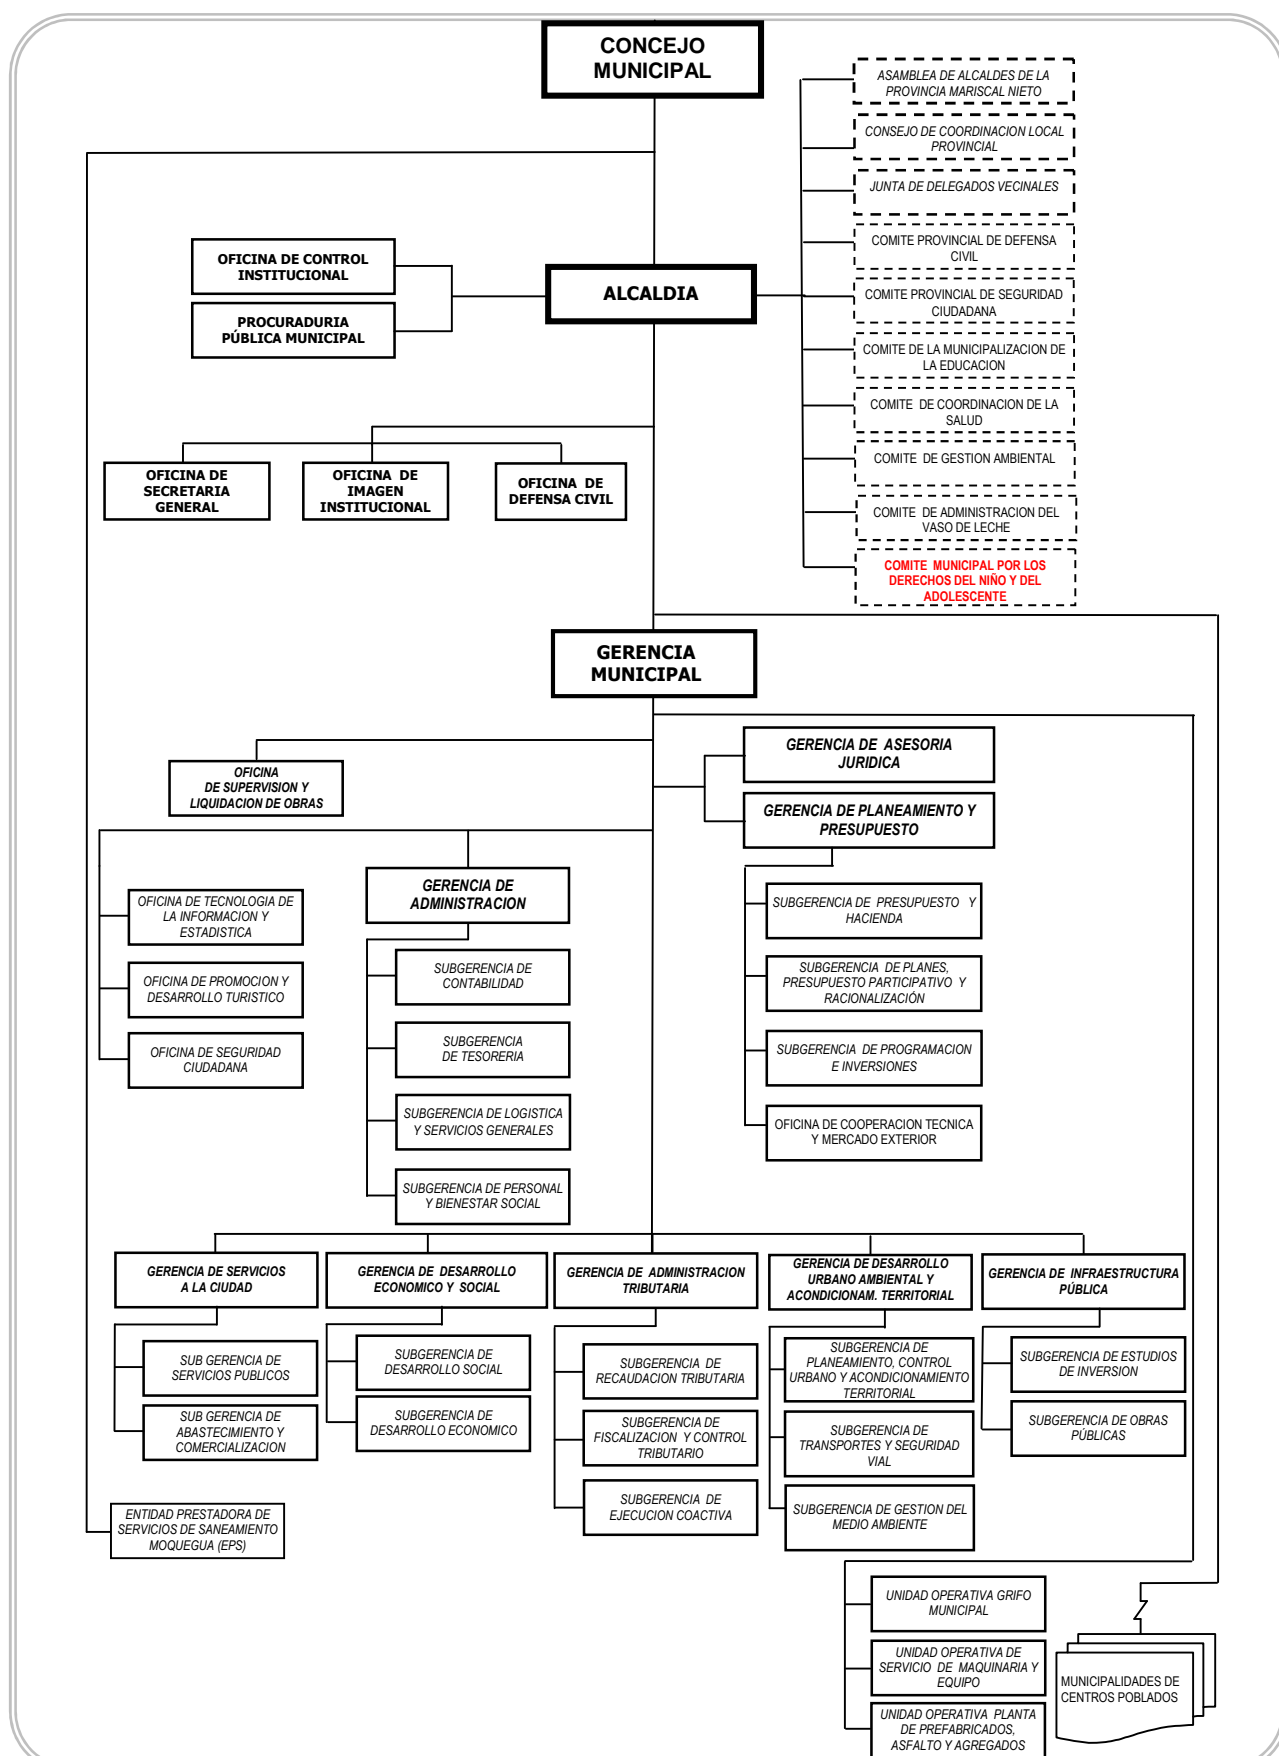 CONCEJO
MUNICIPAL
ASAMBLEA DE ALCALDES DE LA
PROVINCIA MARISCAL NIETO
CONSEJO DE COORDINACION LOCAL
PROVINCIAL
JUNTA DE DELEGADOS VECINALES
COMITE PROVINCIAL DE DEFENSA
CIVIL
COMITE PROVINCIAL DE SEGURIDAD
CIUDADANA
COMITE DE LA MUNICIPALIZACION DE
LA EDUCACION
COMITE DE COORDINACION DE LA
SALUD
COMITE DE GESTION AMBIENTAL
COMITE DE ADMINISTRACION DEL
VASO DE LECHE
COMITE MUNICIPAL POR LOS
DERECHOS DEL NIÑO Y DEL
ADOLESCENTE
OFICINA DE CONTROL
INSTITUCIONAL
PROCURADURIA
PÚBLICA MUNICIPAL
ALCALDIA
OFICINA DE
SECRETARIA
GENERAL
OFICINA DE
IMAGEN
INSTITUCIONAL
OFICINA DE
DEFENSA CIVIL
GERENCIA
MUNICIPAL
OFICINA
DE SUPERVISION Y
LIQUIDACION DE OBRAS
GERENCIA DE ASESORIA
JURIDICA
GERENCIA DE PLANEAMIENTO Y
PRESUPUESTO
OFICINA DE TECNOLOGIA DE
LA INFORMACION Y
ESTADISTICA
OFICINA DE PROMOCION Y
DESARROLLO TURISTICO
OFICINA DE SEGURIDAD
CIUDADANA
GERENCIA DE
ADMINISTRACION
SUBGERENCIA DE
CONTABILIDAD
SUBGERENCIA
DE TESORERIA
SUBGERENCIA DE LOGISTICA
Y SERVICIOS GENERALES
SUBGERENCIA DE PERSONAL
Y BIENESTAR SOCIAL
SUBGERENCIA DE PRESUPUESTO Y
HACIENDA
SUBGERENCIA DE PLANES,
PRESUPUESTO PARTICIPATIVO Y
RACIONALIZACIÓN
SUBGERENCIA DE PROGRAMACION
E INVERSIONES
OFICINA DE COOPERACION TECNICA
Y MERCADO EXTERIOR
GERENCIA DE SERVICIOS
A LA CIUDAD
SUB GERENCIA DE
SERVICIOS PUBLICOS
SUB GERENCIA DE
ABASTECIMIENTO Y
COMERCIALIZACION
GERENCIA DE DESARROLLO
ECONOMICO Y SOCIAL
SUBGERENCIA DE
DESARROLLO SOCIAL
SUBGERENCIA DE
DESARROLLO ECONOMICO
GERENCIA DE ADMINISTRACION
TRIBUTARIA
SUBGERENCIA DE
RECAUDACION TRIBUTARIA
SUBGERENCIA DE
FISCALIZACION Y CONTROL
TRIBUTARIO
SUBGERENCIA DE
EJECUCION COACTIVA
GERENCIA DE DESARROLLO
URBANO AMBIENTAL Y
ACONDICIONAM. TERRITORIAL
SUBGERENCIA DE
PLANEAMIENTO, CONTROL
URBANO Y ACONDICIONAMIENTO
TERRITORIAL
SUBGERENCIA DE
TRANSPORTES Y SEGURIDAD
VIAL
SUBGERENCIA DE GESTION DEL
MEDIO AMBIENTE
GERENCIA DE INFRAESTRUCTURA
PÚBLICA
SUBGERENCIA DE ESTUDIOS
DE INVERSION
SUBGERENCIA DE OBRAS
PÚBLICAS
ENTIDAD PRESTADORA DE
SERVICIOS DE SANEAMIENTO
MOQUEGUA (EPS)
UNIDAD OPERATIVA GRIFO
MUNICIPAL
UNIDAD OPERATIVA DE
SERVICIO DE MAQUINARIA Y
EQUIPO
UNIDAD OPERATIVA PLANTA
DE PREFABRICADOS,
ASFALTO Y AGREGADOS
MUNICIPALIDADES DE
CENTROS POBLADOS